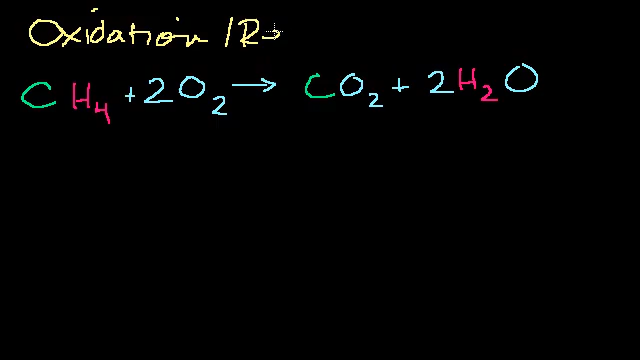 Oxidation /R
CH₄ + 2O₂ → CO₂ + 2H₂O